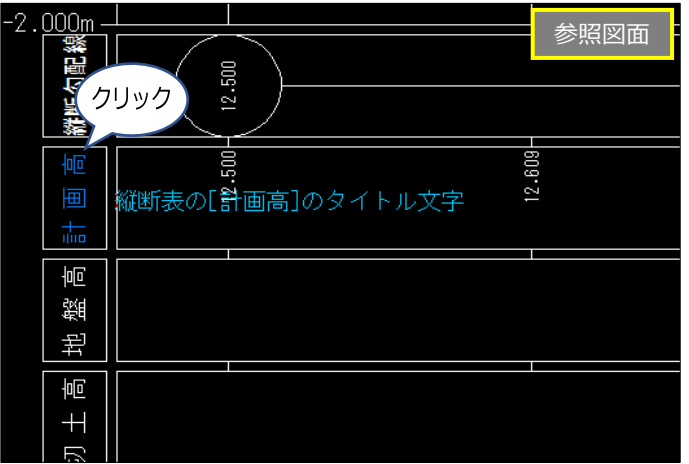 -2.000m
参照図面
縦断勾配線
12.500
クリック
計画高
12.500
12.609
縦断表の[計画高]のタイトル文字
地盤高
切土高